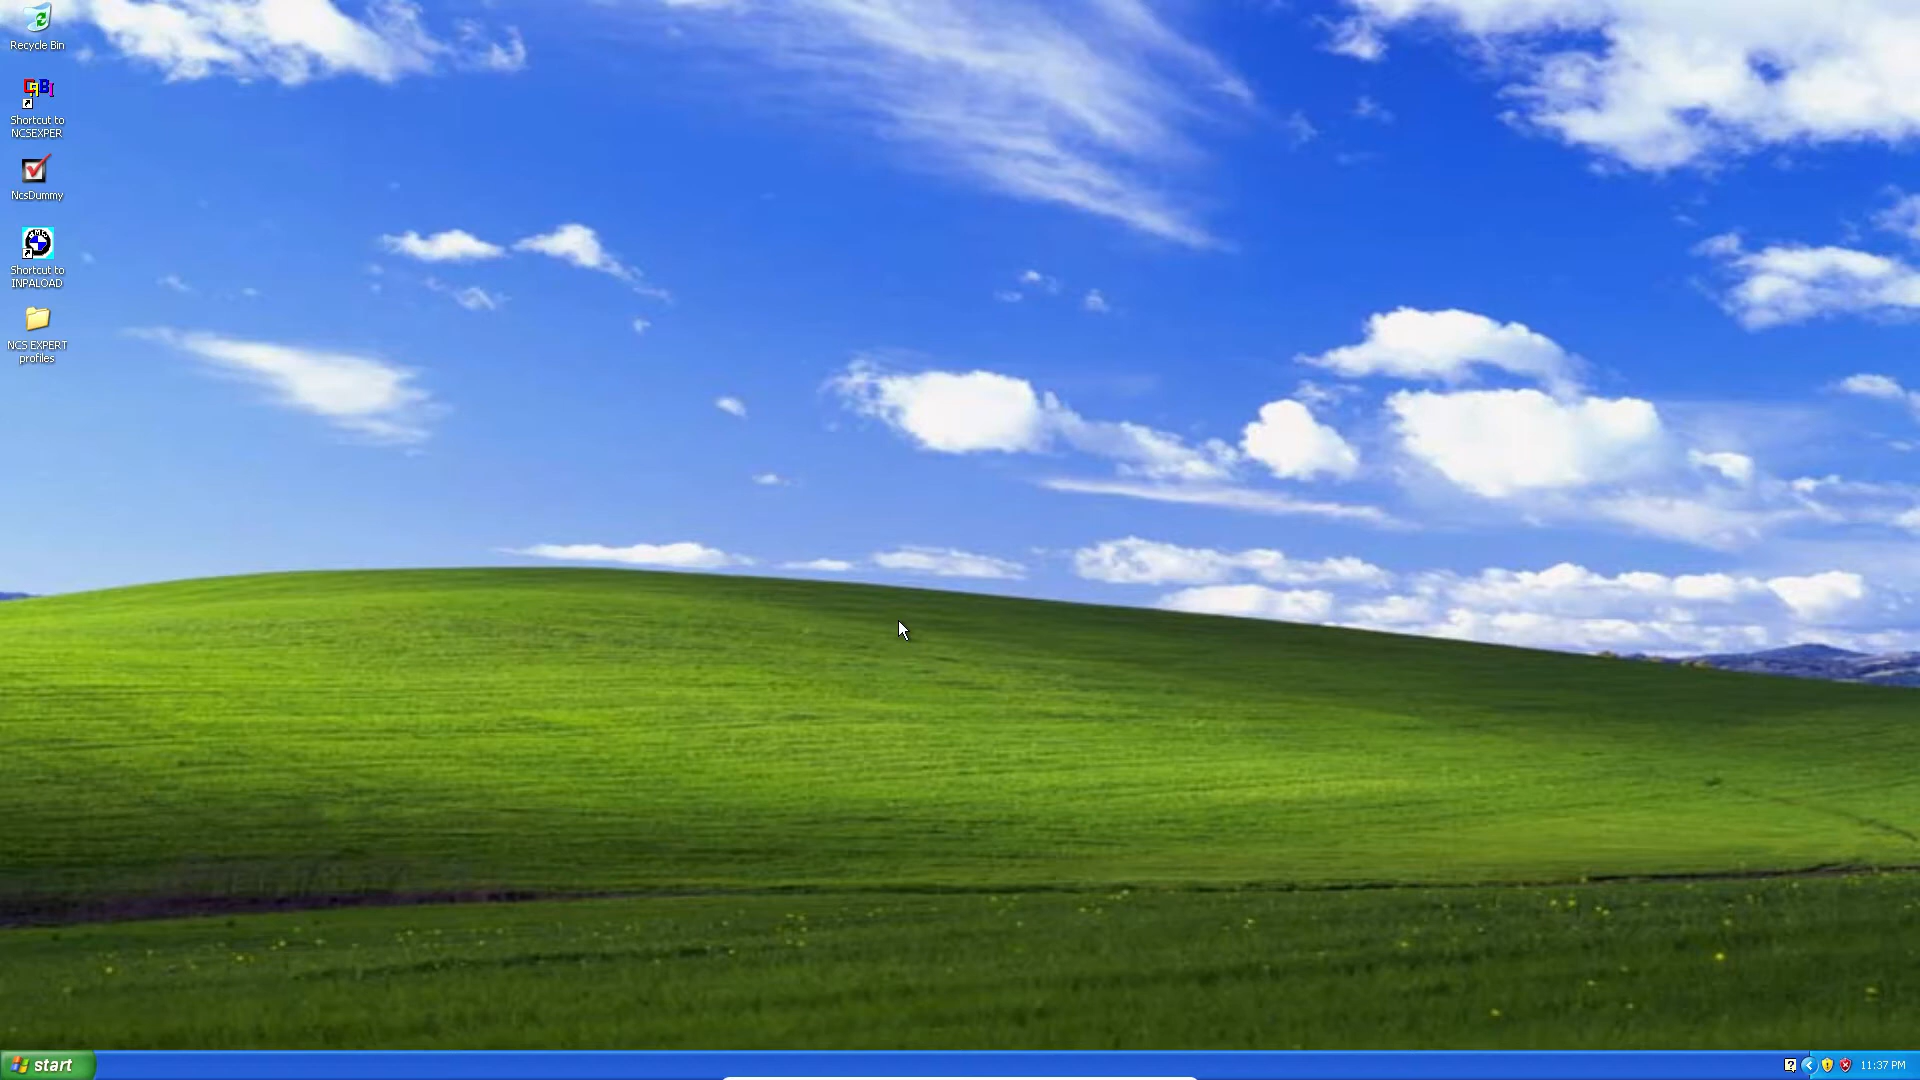 Recycle Bin
Shortcut to
NCSEXPER
NcsDummy
Shortcut to
INPALOAD
NCS EXPERT
profiles
start
11:37 PM